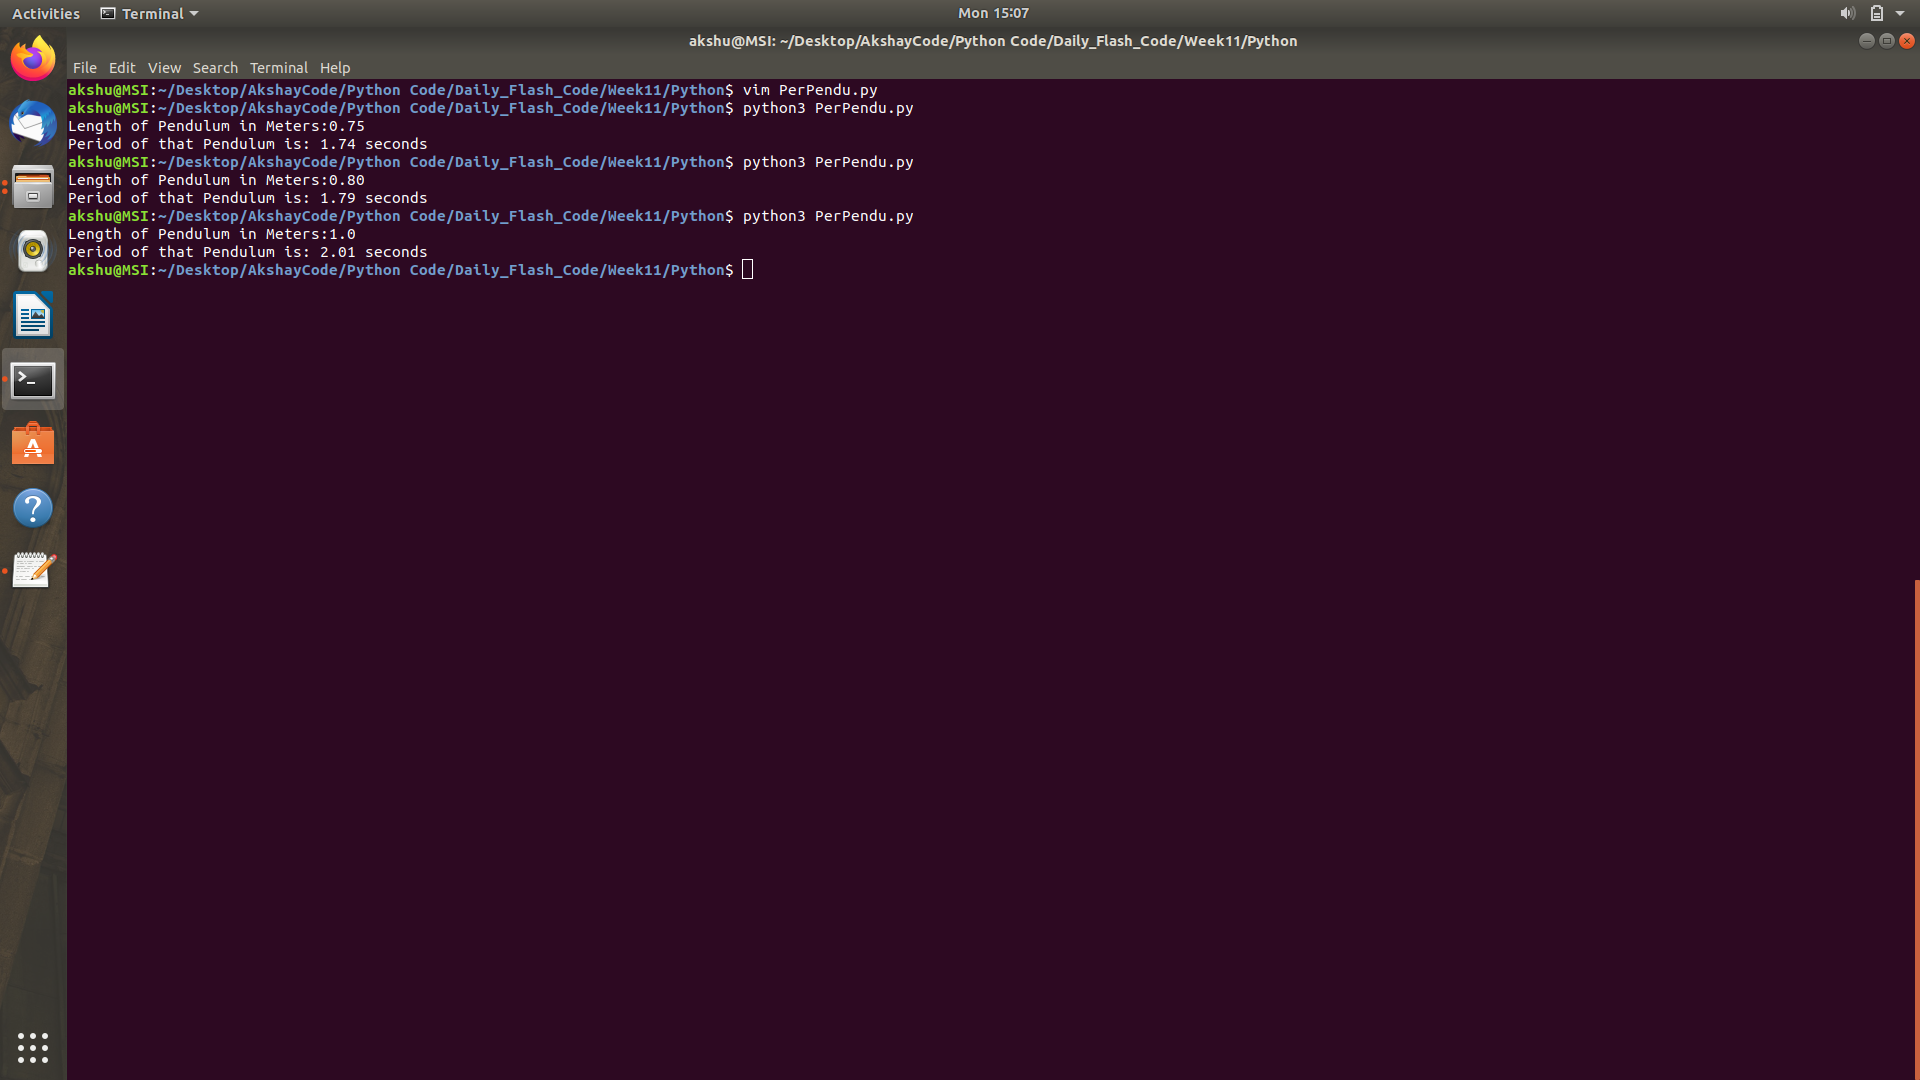 Activities Terminal Mon 15:07
akshu@MSI: ~/Desktop/AkshayCode/Python Code/Daily_Flash_Code/Week11/Python
File Edit View Search Terminal Help
akshu@MSI:~/Desktop/AkshayCode/Python Code/Daily_Flash_Code/Week11/Python$ vim PerPendu.py
akshu@MSI:~/Desktop/AkshayCode/Python Code/Daily_Flash_Code/Week11/Python$ python3 PerPendu.py
Length of Pendulum in Meters:0.75
Period of that Pendulum is: 1.74 seconds
akshu@MSI:~/Desktop/AkshayCode/Python Code/Daily_Flash_Code/Week11/Python$ python3 PerPendu.py
Length of Pendulum in Meters:0.80
Period of that Pendulum is: 1.79 seconds
akshu@MSI:~/Desktop/AkshayCode/Python Code/Daily_Flash_Code/Week11/Python$ python3 PerPendu.py
Length of Pendulum in Meters:1.0
Period of that Pendulum is: 2.01 seconds
akshu@MSI:~/Desktop/AkshayCode/Python Code/Daily_Flash_Code/Week11/Python$